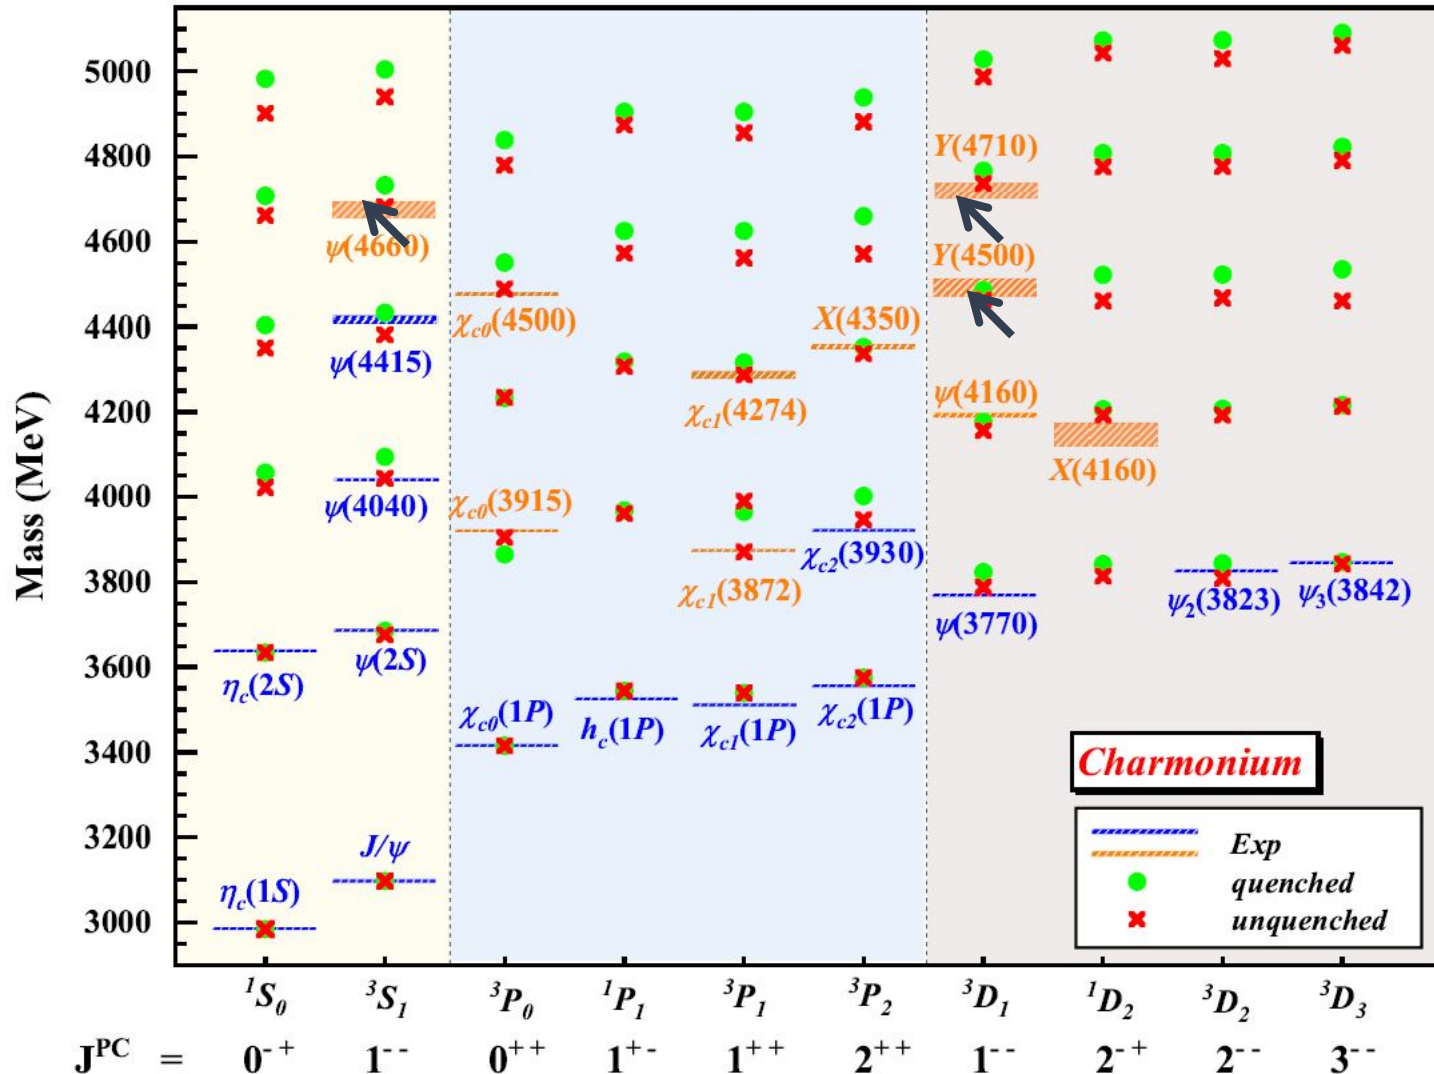 Mass (MeV)
5000
4800
4600
4400
4200
4000
3800
3600
3400
3200
3000
η_c(1S)
η_c(2S)
J/ψ
ψ(2S)
ψ(4040)
ψ(4415)
ψ(4660)
χ_c0(1P)
χ_c0(3915)
χ_c0(4500)
h_c(1P)
χ_c1(1P)
χ_c1(3872)
χ_c1(4274)
χ_c2(1P)
χ_c2(3930)
X(4350)
ψ(3770)
ψ(4160)
Y(4500)
Y(4710)
X(4160)
ψ_2(3823)
ψ_3(3842)
Charmonium
Exp
quenched
unquenched
^1S_0 ^3S_1 ^3P_0 ^1P_1 ^3P_1 ^3P_2 ^3D_1 ^1D_2 ^3D_2 ^3D_3
J^PC = 0^-+ 1^-- 0^++ 1^+- 1^++ 2^++ 1^-- 2^-+ 2^-- 3^--